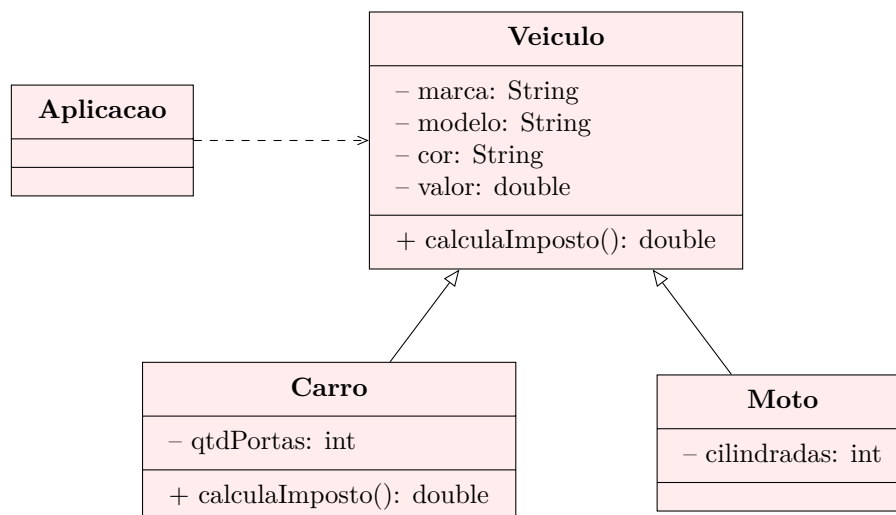 Veiculo
– marca: String
– modelo: String
– cor: String
– valor: double
+ calculaImposto(): double
Aplicacao
Carro
– qtdPortas: int
+ calculaImposto(): double
Moto
– cilindradas: int